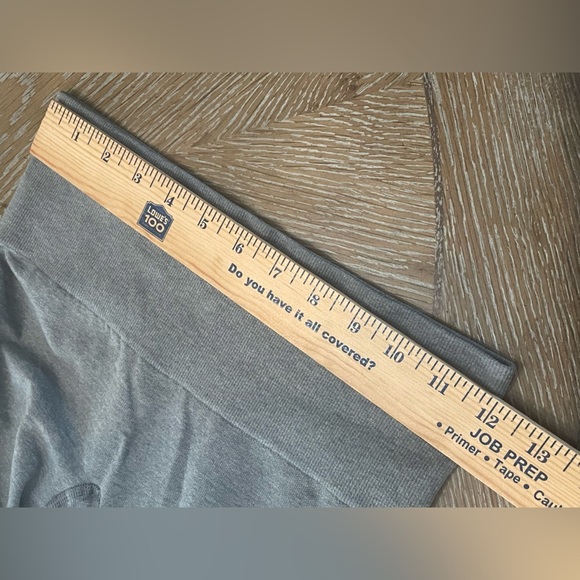 1 2 3 4 5 6 7 8 9 10 11 12 13
LOWE'S
100
Do you have it all covered?
JOB PREP
• Primer • Tape • Cau